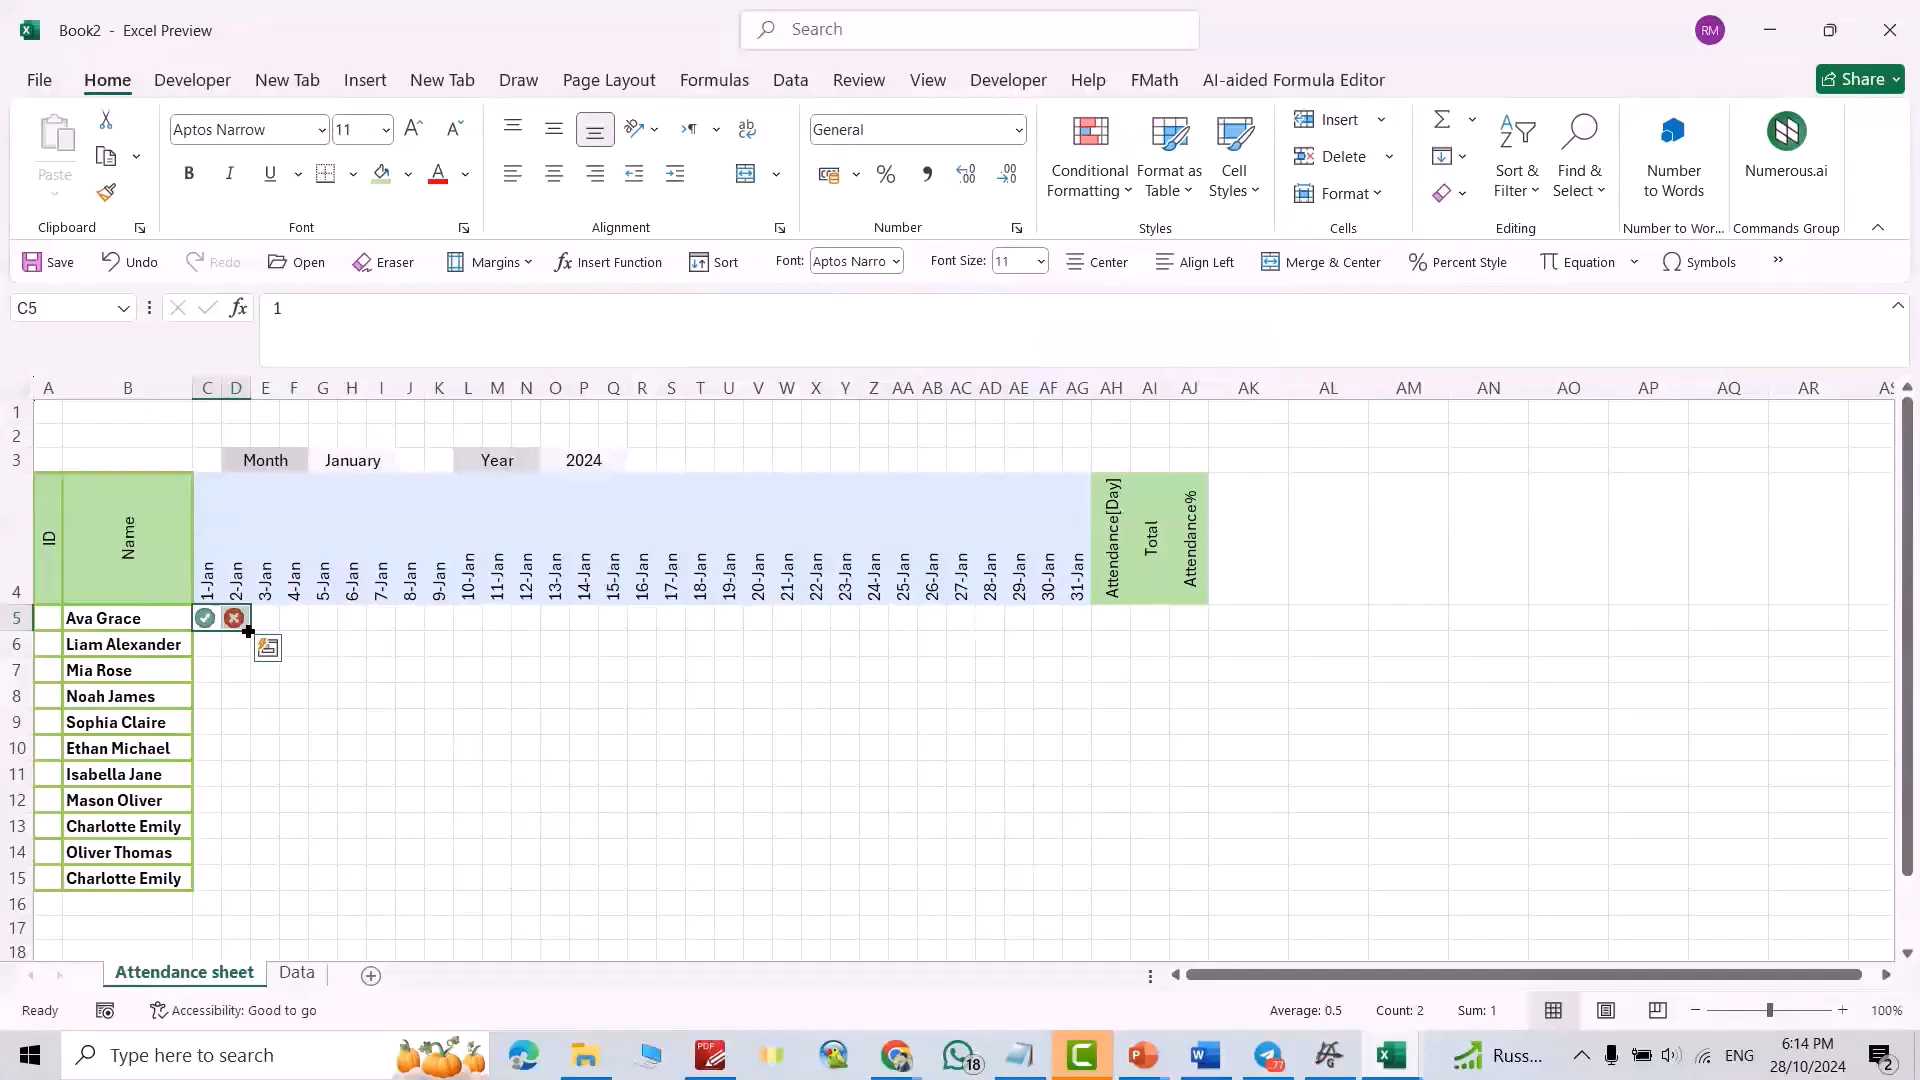 Book2 - Excel Preview
Search
RM
File Home Developer New Tab Insert New Tab Draw Page Layout Formulas Data Review View Developer Help FMath AI-aided Formula Editor Share
Paste
Aptos Narrow 11
B I U
General
Conditional Formatting
Format as Table
Cell Styles
Insert
Delete
Format
Sort & Filter
Find & Select
Number to Words
Numerous.ai
Clipboard Font Alignment Number Styles Cells Editing Number to Wor... Commands Group
Save Undo Redo Open Eraser Margins Insert Function Sort Font: Aptos Narro Font Size: 11 Center Align Left Merge & Center Percent Style Equation Symbols
C5 fx 1
A B C D E F G H I J K L M N O P Q R S T U V W X Y Z AA AB AC AD AE AF AG AH AI AJ AK AL AM AN AO AP AQ AR AS
1
2
3 Month January Year 2024
4 ID Name 1-Jan 2-Jan 3-Jan 4-Jan 5-Jan 6-Jan 7-Jan 8-Jan 9-Jan 10-Jan 11-Jan 12-Jan 13-Jan 14-Jan 15-Jan 16-Jan 17-Jan 18-Jan 19-Jan 20-Jan 21-Jan 22-Jan 23-Jan 24-Jan 25-Jan 26-Jan 27-Jan 28-Jan 29-Jan 30-Jan 31-Jan Attendance[Day] Total Attendance%
5 Ava Grace
6 Liam Alexander
7 Mia Rose
8 Noah James
9 Sophia Claire
10 Ethan Michael
11 Isabella Jane
12 Mason Oliver
13 Charlotte Emily
14 Oliver Thomas
15 Charlotte Emily
16
17
18
Attendance sheet Data
Ready Accessibility: Good to go Average: 0.5 Count: 2 Sum: 1 100%
Type here to search
PDF
18
77
Russ...
ENG
6:14 PM
28/10/2024
2